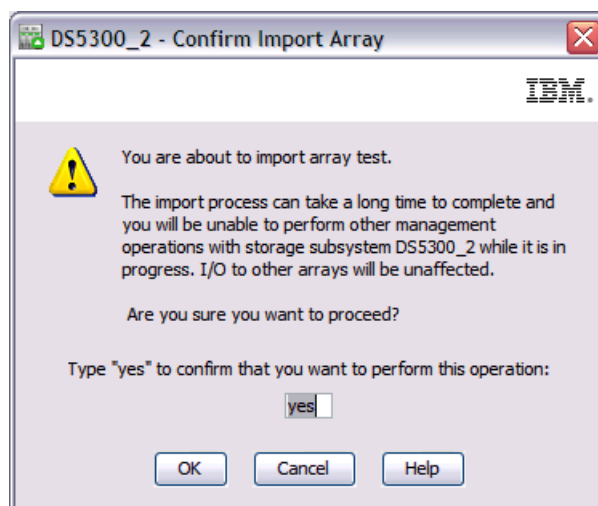 DS5300_2 - Confirm Import Array
IBM.
You are about to import array test.
The import process can take a long time to complete and
you will be unable to perform other management
operations with storage subsystem DS5300_2 while it is in
progress. I/O to other arrays will be unaffected.
Are you sure you want to proceed?
Type "yes" to confirm that you want to perform this operation:
yes
OK Cancel Help